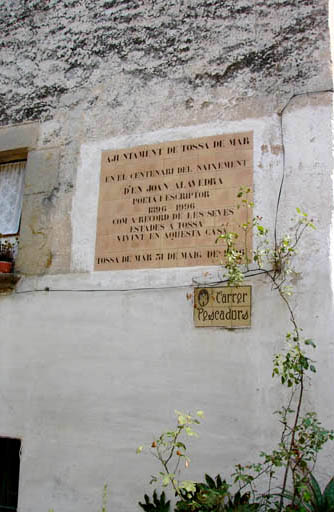 AJUNTAMENT DE TOSSA DE MAR
EN EL CENTENARI DEL NAIXEMENT
D'EN JOAN ALAVEDRA
POETA I ESCRIPTOR
1896 1996
COM A RECORD DE LES SEVES
ESTADES A TOSSA
VIVINT EN AQUESTA CASA
TOSSA DE MAR 31 DE MAIG DE
Carrer
Pescadors